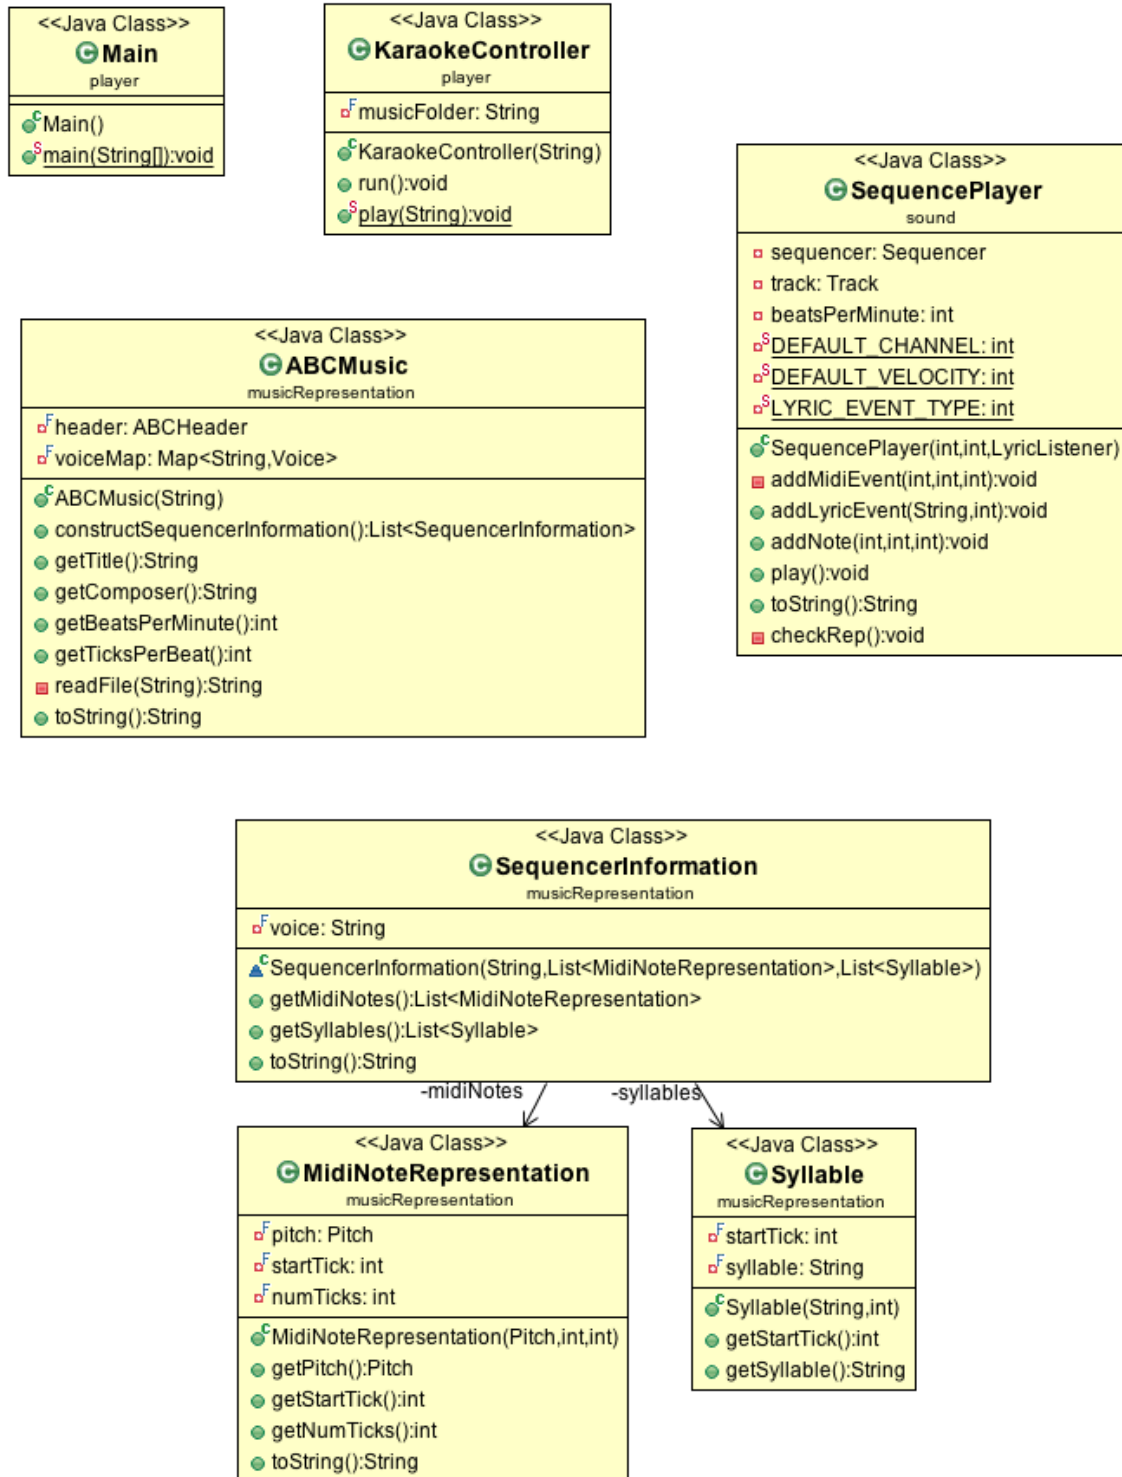 <<Java Class>>
Main
player
Main()
main(String[]):void
<<Java Class>>
KaraokeController
player
musicFolder: String
KaraokeController(String)
run():void
play(String):void
<<Java Class>>
SequencePlayer
sound
sequencer: Sequencer
track: Track
beatsPerMinute: int
DEFAULT_CHANNEL: int
DEFAULT_VELOCITY: int
LYRIC_EVENT_TYPE: int
SequencePlayer(int,int,LyricListener)
addMidiEvent(int,int,int):void
addLyricEvent(String,int):void
addNote(int,int,int):void
play():void
toString():String
checkRep():void
<<Java Class>>
ABCMusic
musicRepresentation
header: ABCHeader
voiceMap: Map<String,Voice>
ABCMusic(String)
constructSequencerInformation():List<SequencerInformation>
getTitle():String
getComposer():String
getBeatsPerMinute():int
getTicksPerBeat():int
readFile(String):String
toString():String
<<Java Class>>
SequencerInformation
musicRepresentation
voice: String
SequencerInformation(String,List<MidiNoteRepresentation>,List<Syllable>)
getMidiNotes():List<MidiNoteRepresentation>
getSyllables():List<Syllable>
toString():String
-midiNotes
-syllables
<<Java Class>>
MidiNoteRepresentation
musicRepresentation
pitch: Pitch
startTick: int
numTicks: int
MidiNoteRepresentation(Pitch,int,int)
getPitch():Pitch
getStartTick():int
getNumTicks():int
toString():String
<<Java Class>>
Syllable
musicRepresentation
startTick: int
syllable: String
Syllable(String,int)
getStartTick():int
getSyllable():String